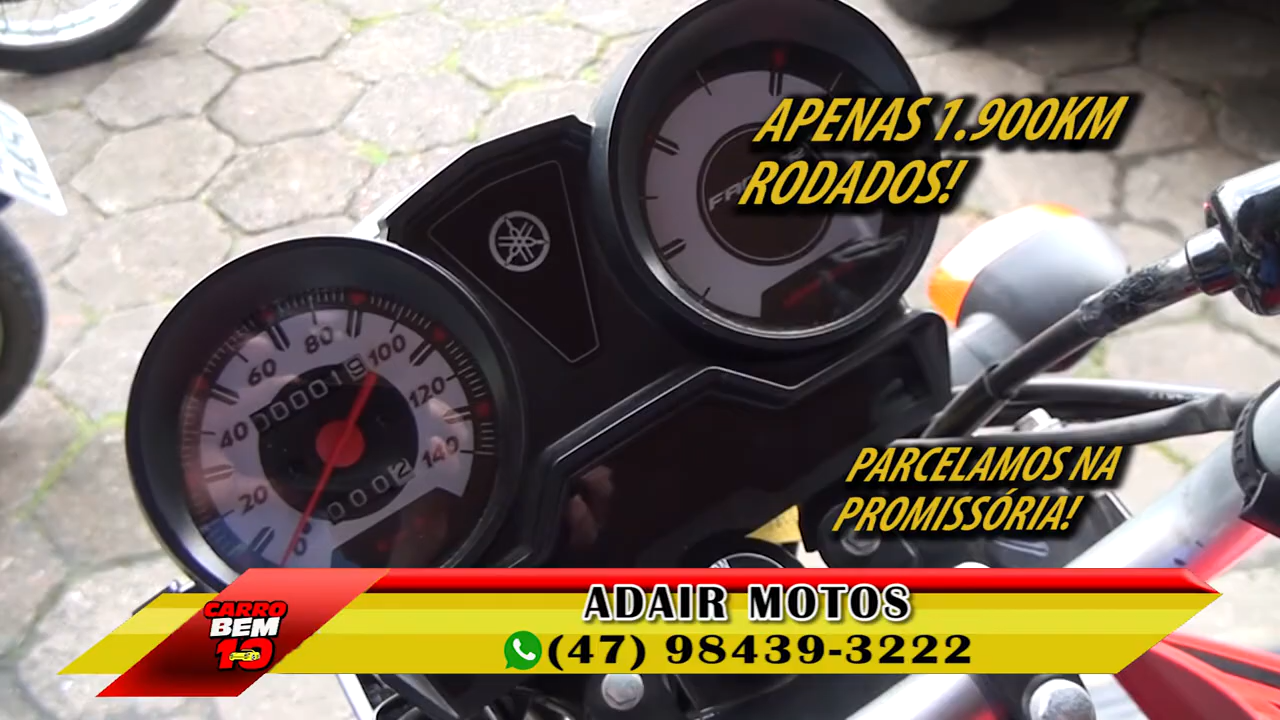 APENAS 1.900KM
RODADOS!
80
100
60
120
000019
40
140
20
0002
0
PARCELAMOS NA
PROMISSÓRIA!
ADAIR MOTOS
CARRO
BEM
10
(47) 98439-3222